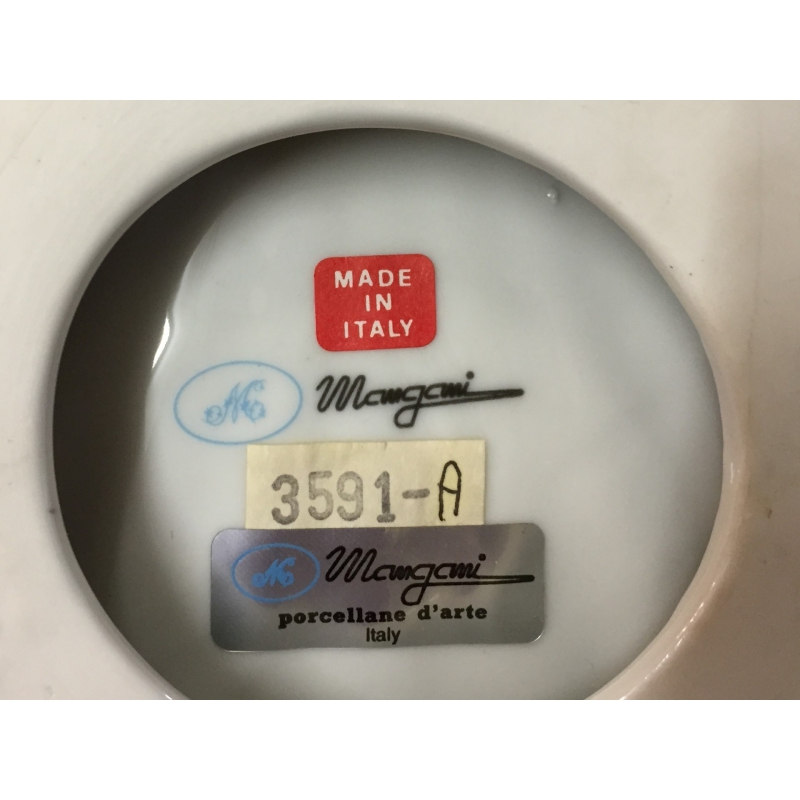 MADE
IN
ITALY
M Mangani
3591-A
M Mangani
porcellane d'arte
Italy